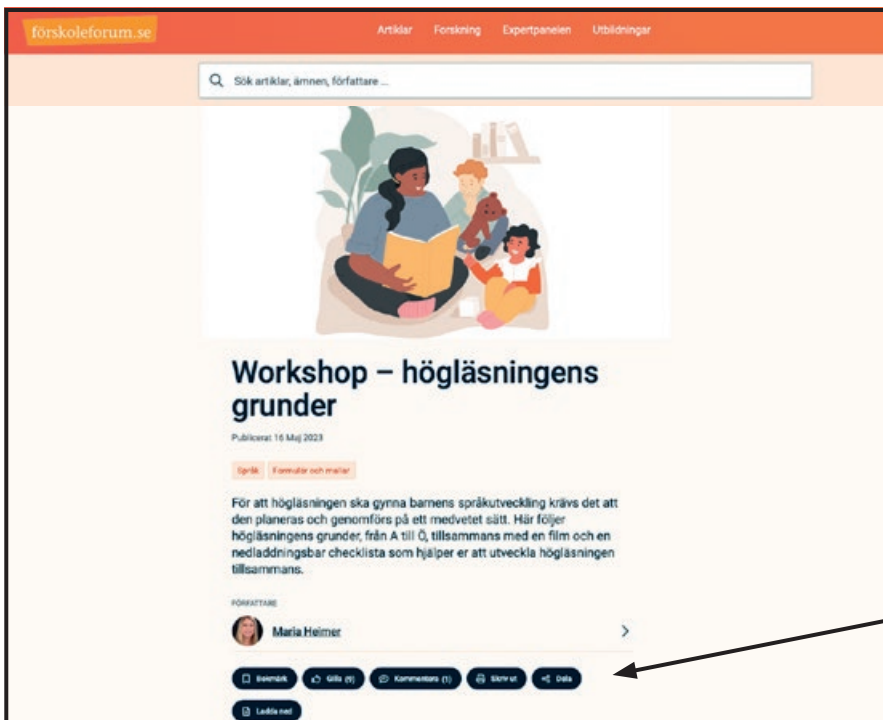 förskoleforum.se
Artiklar Forskning Expertpanelen Utbildningar
Sök artiklar, ämnen, författare ...
Workshop – högläsningens
grunder
Publicerat 16 Maj 2023
Språk Formulär och mallar
För att högläsningen ska gynna barnens språkutveckling krävs det att
den planeras och genomförs på ett medvetet sätt. Här följer
högläsningens grunder, från A till Ö, tillsammans med en film och en
nedladdningsbar checklista som hjälper er att utveckla högläsningen
tillsammans.
FÖRFATTARE
Maria Heimer
Bokmärk Gilla (9) Kommentera (1) Skriv ut Dela
Ladda ned